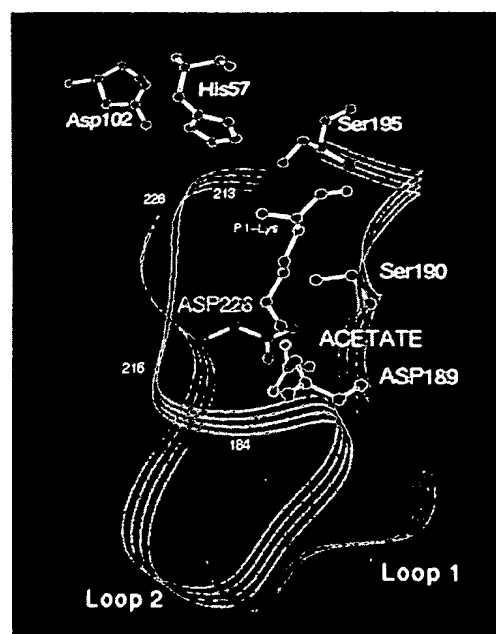 His57
Asp102
Ser195
226
213
P1-Lys
Ser190
ASP226
ACETATE
216
ASP189
184
Loop 1
Loop 2